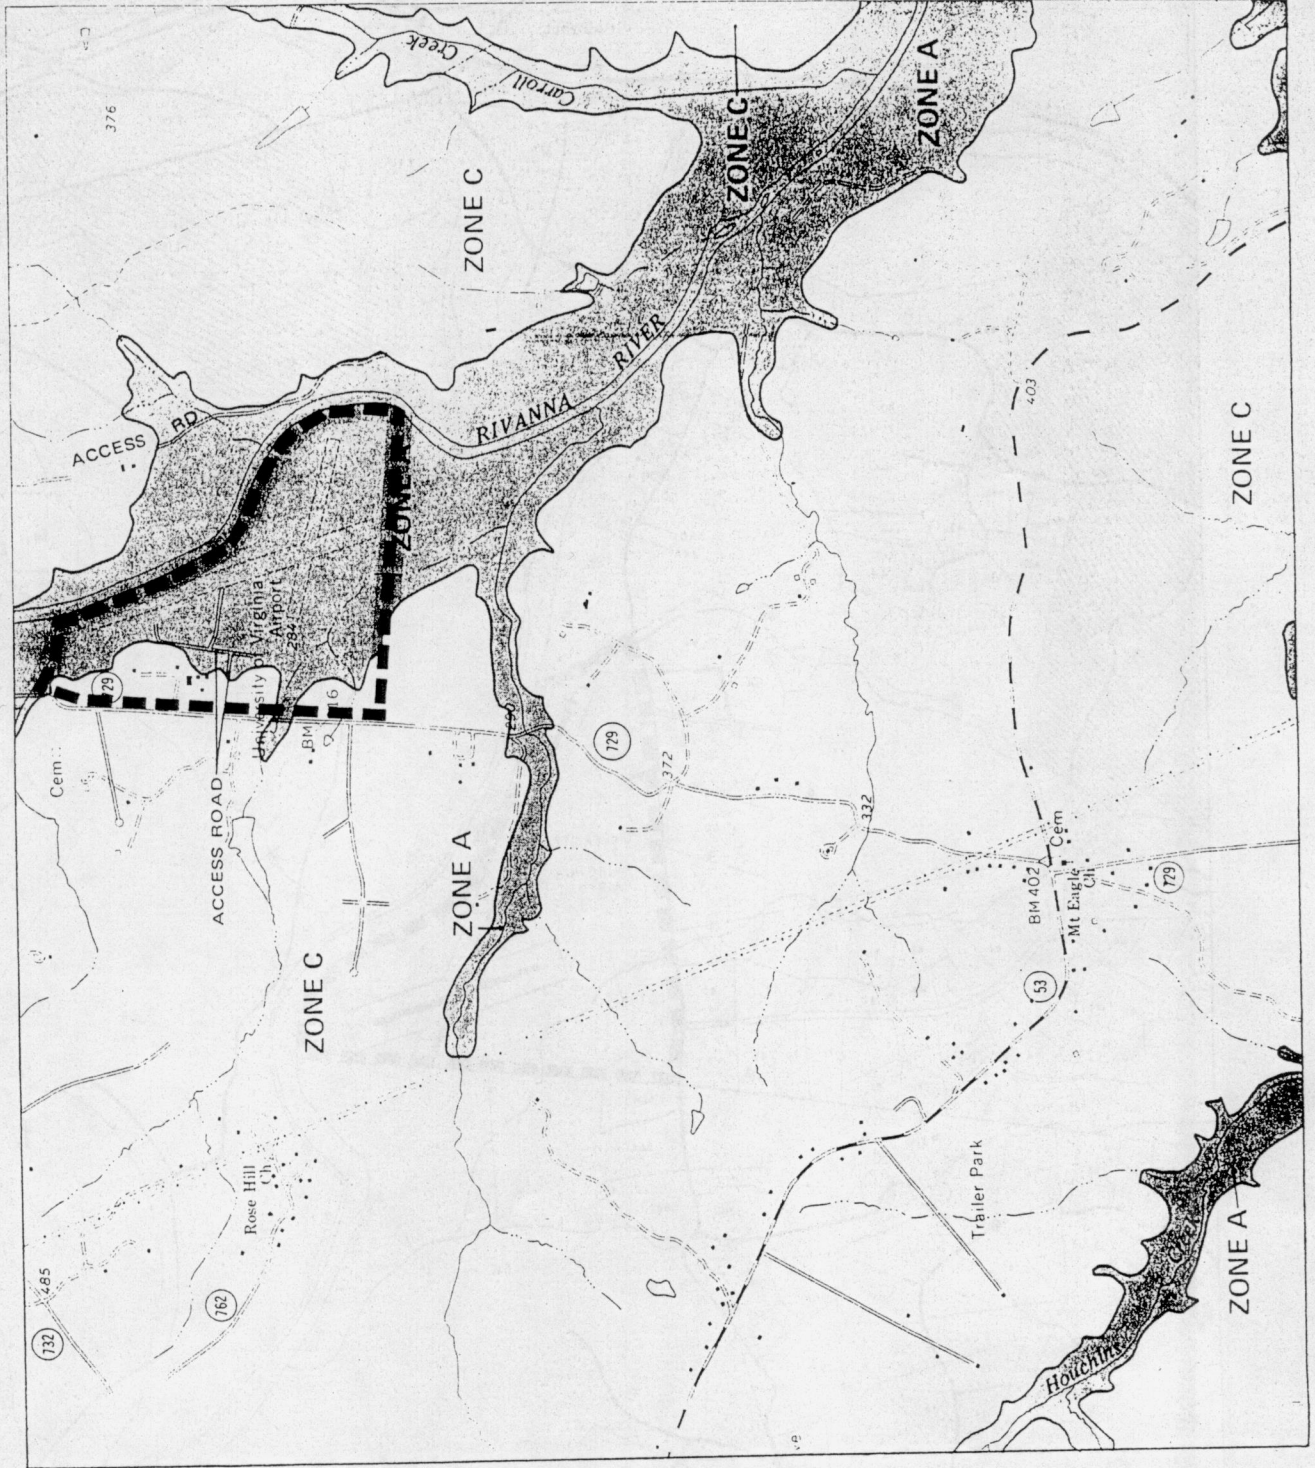 376
Creek
Carroll
ZONE C
ZONE A
ZONE C
RIVANNA RIVER
ACCESS RD
ZONE
403
ZONE C
University of Virginia
Airport
284
729
BM 16
Cem
ACCESS ROAD
729
372
332
ZONE A
ZONE C
BM 402
Cem
Mt Eagle
Ch
729
53
Rose Hill
Ch
Trailer Park
485
732
762
ZONE A
Houchins
Creek